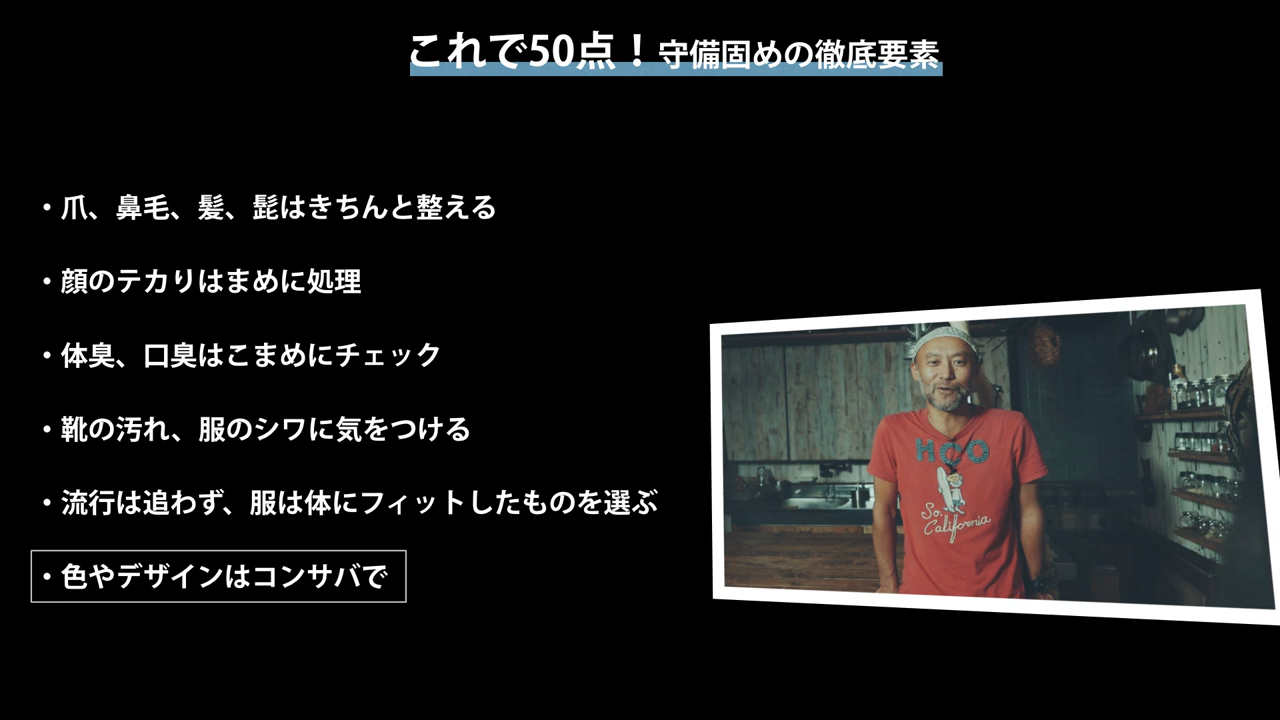 これで50点！守備固めの徹底要素
・爪、鼻毛、髪、髭はきちんと整える
・顔のテカりはまめに処理
・体臭、口臭はこまめにチェック
・靴の汚れ、服のシワに気をつける
・流行は追わず、服は体にフィットしたものを選ぶ
・色やデザインはコンサバで
HCO
So.
California